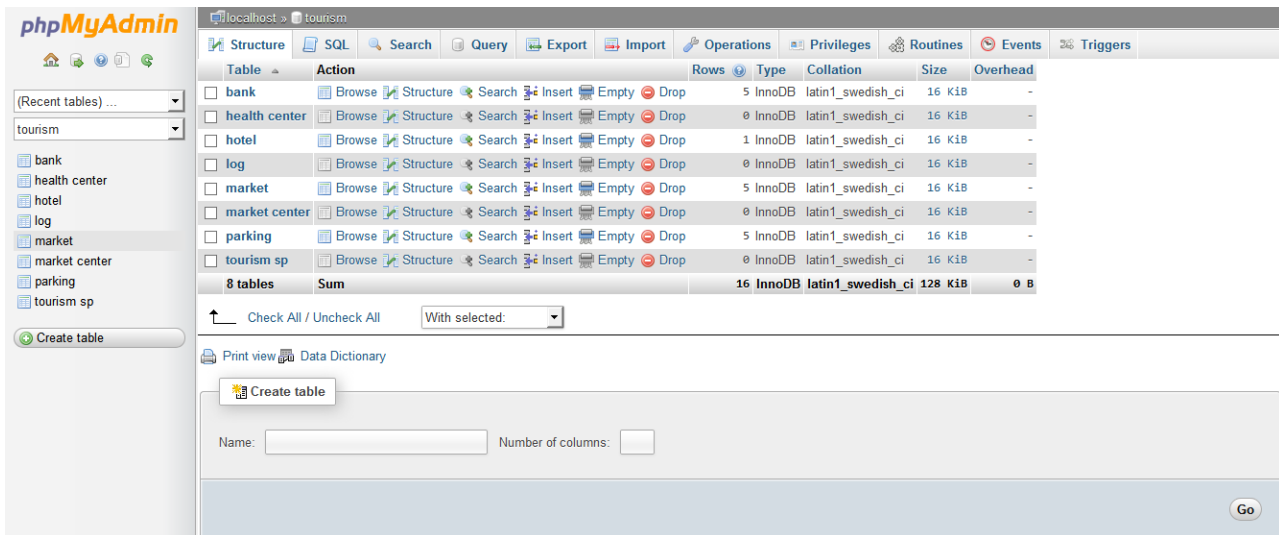 phpMyAdmin
(Recent tables) ...
tourism
bank
health center
hotel
log
market
market center
parking
tourism sp
Create table
localhost » tourism
Structure SQL Search Query Export Import Operations Privileges Routines Events Triggers
Table Action Rows Type Collation Size Overhead
bank Browse Structure Search Insert Empty Drop 5 InnoDB latin1_swedish_ci 16 KiB -
health center Browse Structure Search Insert Empty Drop 0 InnoDB latin1_swedish_ci 16 KiB -
hotel Browse Structure Search Insert Empty Drop 1 InnoDB latin1_swedish_ci 16 KiB -
log Browse Structure Search Insert Empty Drop 0 InnoDB latin1_swedish_ci 16 KiB -
market Browse Structure Search Insert Empty Drop 5 InnoDB latin1_swedish_ci 16 KiB -
market center Browse Structure Search Insert Empty Drop 0 InnoDB latin1_swedish_ci 16 KiB -
parking Browse Structure Search Insert Empty Drop 5 InnoDB latin1_swedish_ci 16 KiB -
tourism sp Browse Structure Search Insert Empty Drop 0 InnoDB latin1_swedish_ci 16 KiB -
8 tables Sum 16 InnoDB latin1_swedish_ci 128 KiB 0 B
Check All / Uncheck All With selected:
Print view Data Dictionary
Create table
Name: Number of columns:
Go